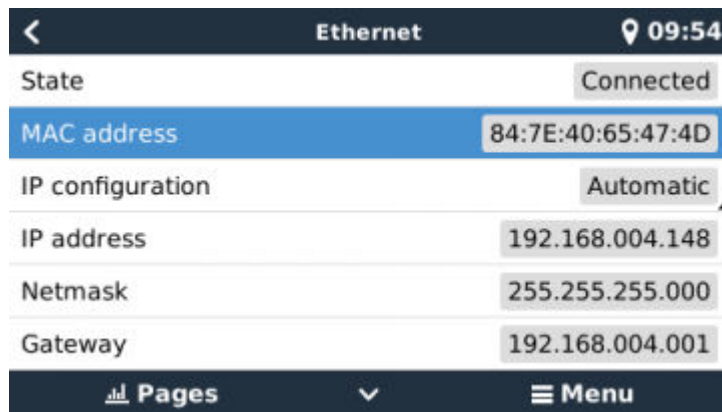 Ethernet 09:54
State Connected
MAC address 84:7E:40:65:47:4D
IP configuration Automatic
IP address 192.168.004.148
Netmask 255.255.255.000
Gateway 192.168.004.001
Pages Menu